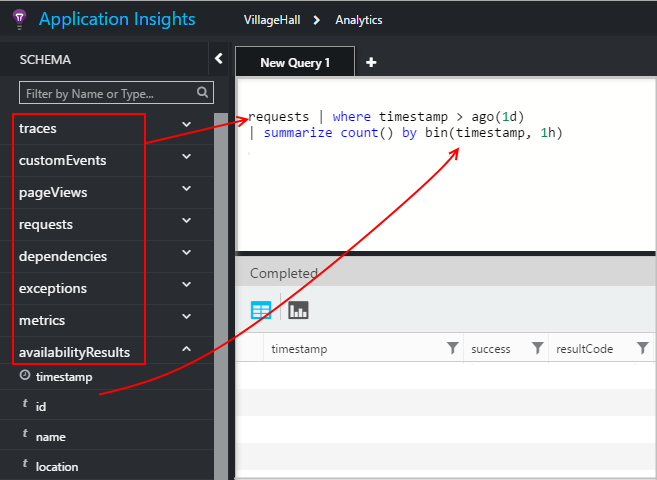 Application Insights
VillageHall
Analytics
SCHEMA
New Query 1
Filter by Name or Type...
traces
customEvents
pageViews
requests
dependencies
exceptions
metrics
availabilityResults
timestamp
t id
t name
t location
requests | where timestamp > ago(1d)
| summarize count() by bin(timestamp, 1h)
Completed
timestamp success resultCode